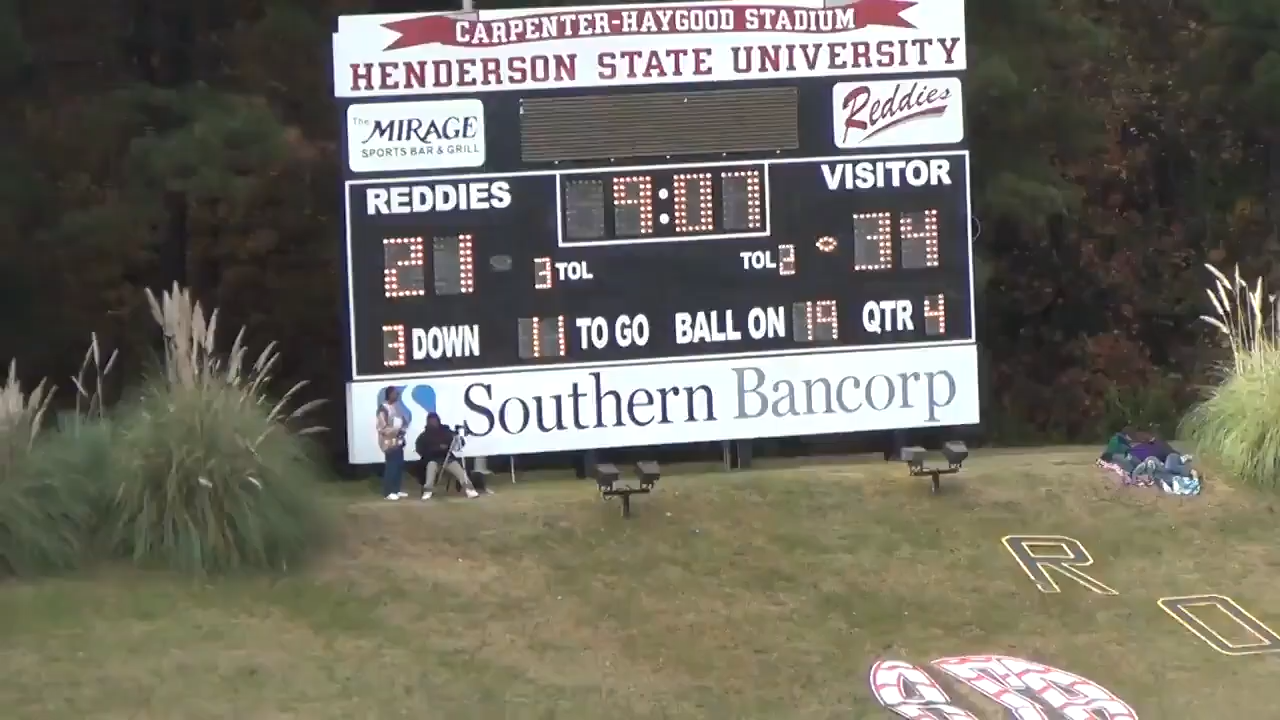 CARPENTER-HAYGOOD STADIUM
HENDERSON STATE UNIVERSITY
The MIRAGE
SPORTS BAR & GRILL
Reddies
REDDIES 9:07 VISITOR
21 3 TOL TOL 2 34
3 DOWN 11 TO GO BALL ON 19 QTR 4
Southern Bancorp
R
O